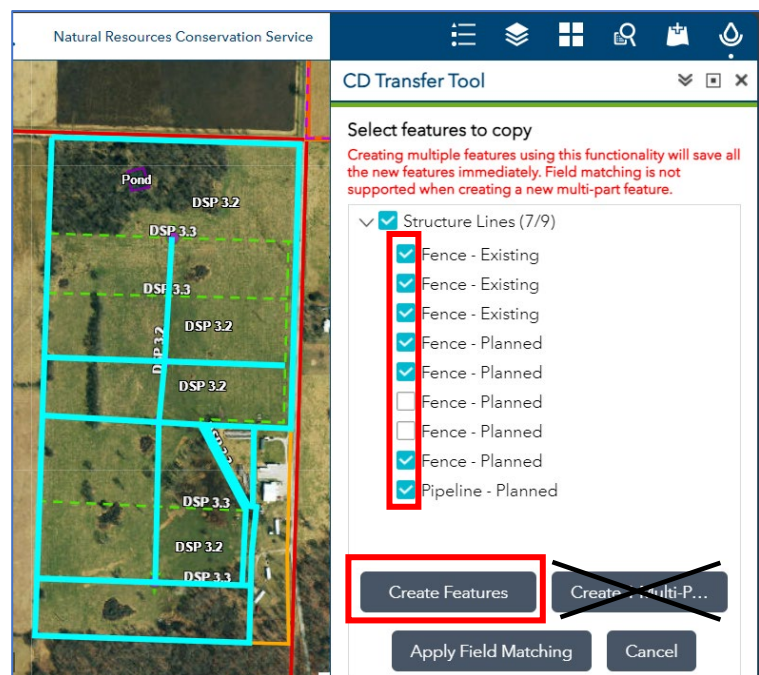 Natural Resources Conservation Service
CD Transfer Tool
Select features to copy
Creating multiple features using this functionality will save all
the new features immediately. Field matching is not
supported when creating a new multi-part feature.
Structure Lines (7/9)
Fence - Existing
Fence - Existing
Fence - Existing
Fence - Planned
Fence - Planned
Fence - Planned
Fence - Planned
Fence - Planned
Pipeline - Planned
Create Features
Create 1 Multi-P...
Apply Field Matching
Cancel
Pond
DSP 3.2
DSP 3.3
DSP 3.3
DSP 3.2
DSP 3.2
DSP 3.2
DSP 3.3
DSP 3.2
DSP 3.3